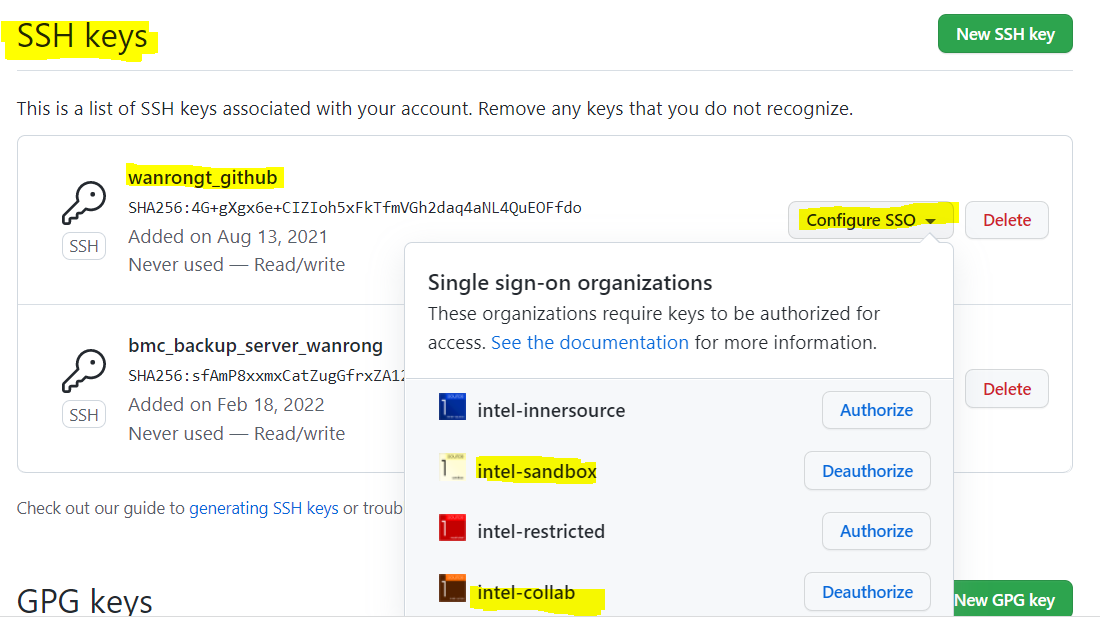 SSH keys
New SSH key
This is a list of SSH keys associated with your account. Remove any keys that you do not recognize.
wanrongt_github
SHA256:4G+gXgx6e+CIZIoh5xFkTfmVGh2daq4aNL4QuEOFfdo
Configure SSO
Delete
SSH
Added on Aug 13, 2021
Never used — Read/write
Single sign-on organizations
These organizations require keys to be authorized for
access. See the documentation for more information.
bmc_backup_server_wanrong
SHA256:sfAmP8xxmxCatZugGfrxZA12
Delete
SSH
Added on Feb 18, 2022
Never used — Read/write
intel-innersource
Authorize
intel-sandbox
Deauthorize
Check out our guide to generating SSH keys or troub
intel-restricted
Authorize
intel-collab
Deauthorize
GPG keys
New GPG key